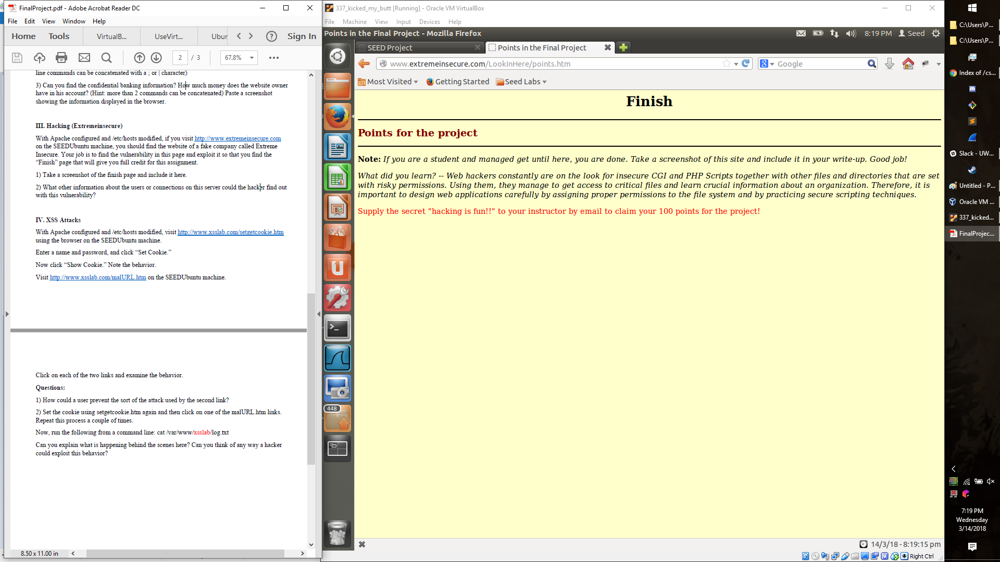 FinalProject.pdf - Adobe Acrobat Reader DC
File Edit View Window Help
Home Tools VirtualB... UseVirt... Ubur Sign In
2 / 3 67.8%
line commands can be concatenated with a ; or | character)
3) Can you find the confidential banking information? How much money does the website owner
have in his account? (Hint: more than 2 commands can be concatenated) Paste a screenshot
showing the information displayed in the browser.
III. Hacking (Extremeinsecure)
With Apache configured and /etc/hosts modified, if you visit http://www.extremeinsecure.com
on the SEEDUbuntu machine, you should find the website of a fake company called Extreme
Insecure. Your job is to find the vulnerability in this page and exploit it so that you find the
“Finish” page that will give you full credit for this assignment.
1) Take a screenshot of the finish page and include it here.
2) What other information about the users or connections on this server could the hacker find out
with this vulnerability?
IV. XSS Attacks
With Apache configured and /etc/hosts modified, visit http://www.xsslab.com/setgetcookie.htm
using the browser on the SEEDUbuntu machine.
Enter a name and password, and click “Set Cookie.”
Now click “Show Cookie.” Note the behavior.
Visit http://www.xsslab.com/malURL.htm on the SEEDUbuntu machine.
Click on each of the two links and examine the behavior.
Questions:
1) How could a user prevent the sort of the attack used by the second link?
2) Set the cookie using setgetcookie.htm again and then click on one of the malURL.htm links.
Repeat this process a couple of times.
Now, run the following from a command line: cat /var/www/xsslab/log.txt
Can you explain what is happening behind the scenes here? Can you think of any way a hacker
could exploit this behavior?
8.50 x 11.00 in
337_kicked_my_butt [Running] - Oracle VM VirtualBox
File Machine View Input Devices Help
Points in the Final Project - Mozilla Firefox 8:19 PM Seed
SEED Project Points in the Final Project
www.extremeinsecure.com/LookInHere/points.htm Google
Most Visited Getting Started Seed Labs
Finish
Points for the project
Note: If you are a student and managed get until here, you are done. Take a screenshot of this site and include it in your write-up. Good job!
What did you learn? -- Web hackers constantly are on the look for insecure CGI and PHP Scripts together with other files and directories that are set
with risky permissions. Using them, they manage to get access to critical files and learn crucial information about an organization. Therefore, it is
important to design web applications carefully by assigning proper permissions to the file system and by practicing secure scripting techniques.
Supply the secret "hacking is fun!!" to your instructor by email to claim your 100 points for the project!
448
14/3/18 - 8:19:15 pm
Right Ctrl
C:\Users\P...
C:\Users\P...
Index of /cs...
Slack - UW...
Untitled - P...
Oracle VM ...
337_kicked...
FinalProjec...
7:19 PM
Wednesday
3/14/2018